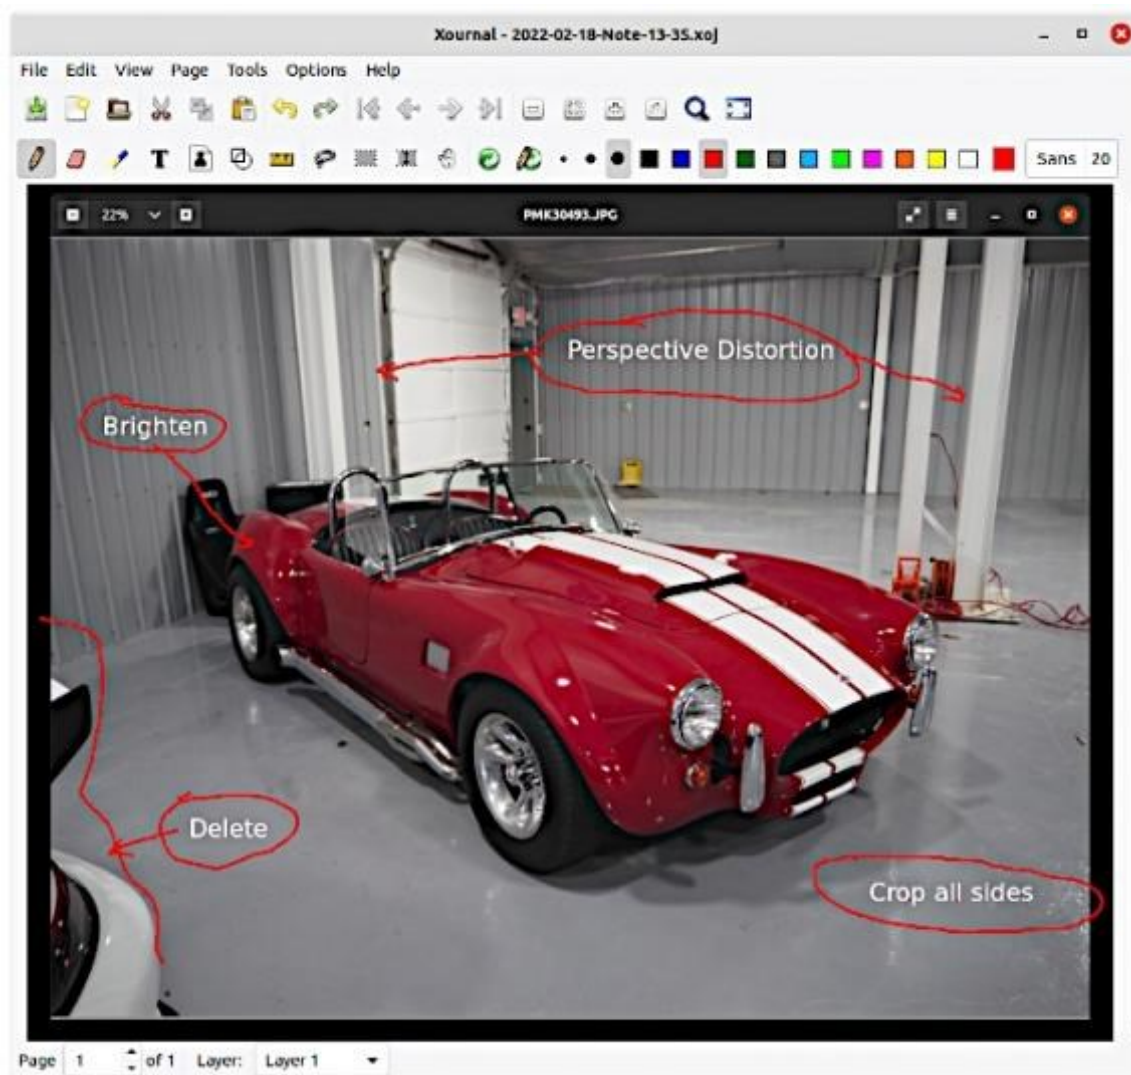 Xournal - 2022-02-18-Note-13-3S.xoj
File Edit View Page Tools Options Help
T
Sans 20
22%
PMK30493.JPG
Perspective Distortion
Brighten
Delete
Crop all sides
Page 1 of 1 Layer: Layer 1